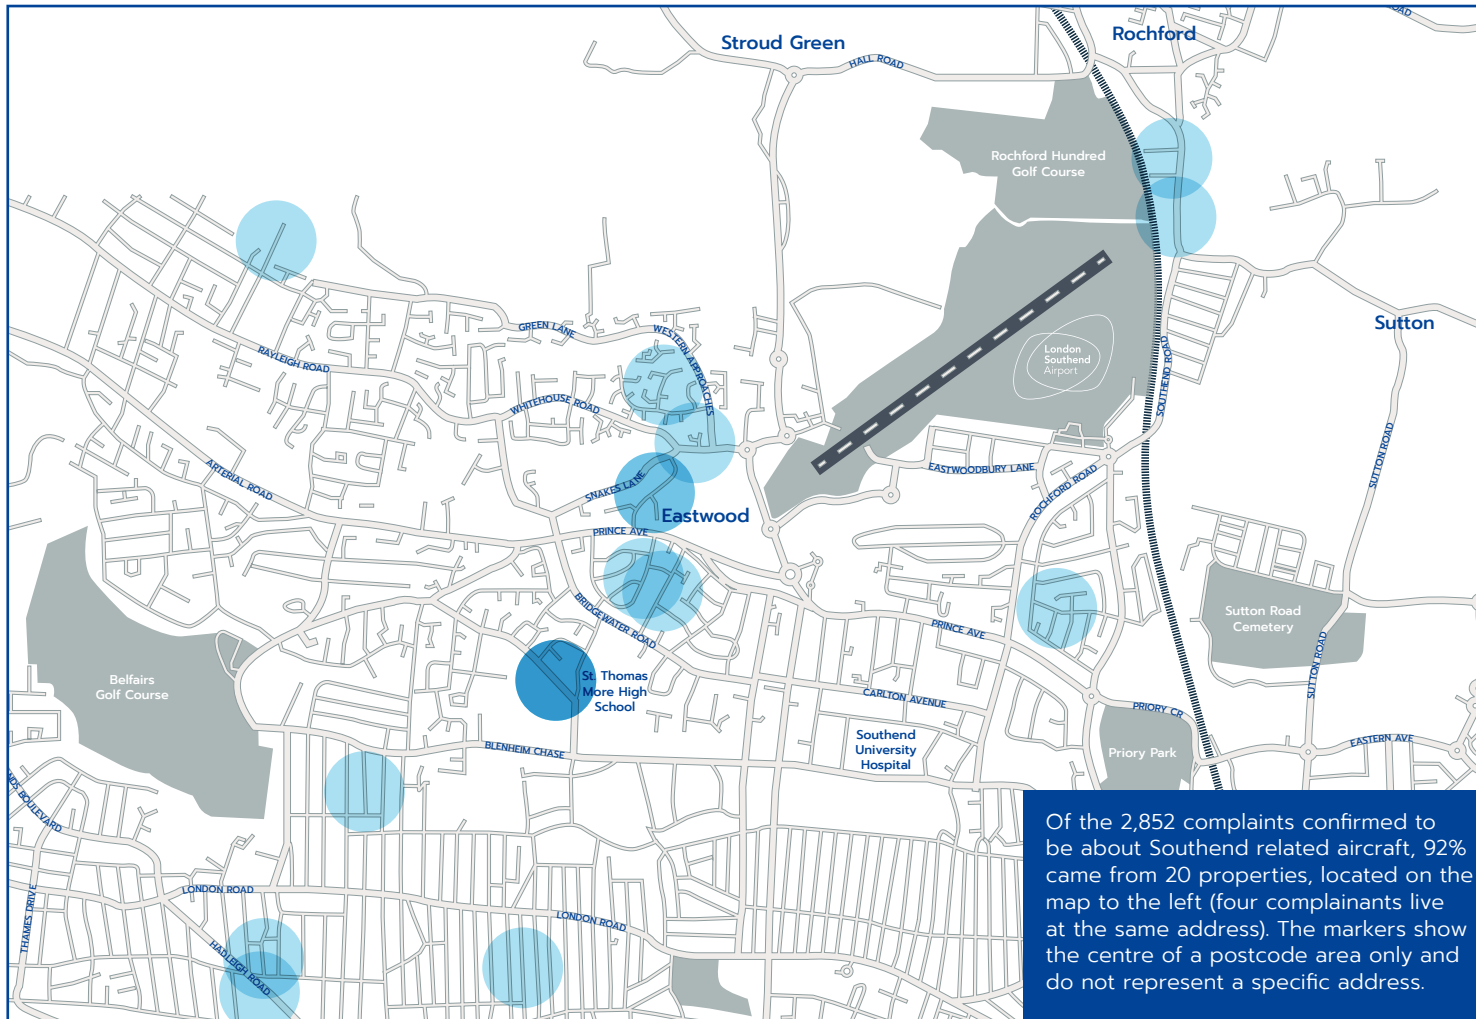 Stroud Green
Rochford
HALL ROAD
Rochford Hundred
Golf Course
Sutton
London
Southend
Airport
GREEN LANE
WESTERN APPROACHES
RAYLEIGH ROAD
WHITEHOUSE ROAD
SOUTHEND ROAD
ARTERIAL ROAD
SNAKES LANE
EASTWOODBURY LANE
ROCHFORD ROAD
SUTTON ROAD
Eastwood
PRINCE AVE
BRIDGEWATER ROAD
PRINCE AVE
Sutton Road
Cemetery
SUTTON ROAD
Belfairs
Golf Course
St. Thomas
More High
School
CARLTON AVENUE
PRIORY CR
BLENHEIM CHASE
Southend
University
Hospital
Priory Park
EASTERN AVE
NDS BOULEVARD
LONDON ROAD
LONDON ROAD
THAMES DRIVE
HADLEIGH ROAD
Of the 2,852 complaints confirmed to
be about Southend related aircraft, 92%
came from 20 properties, located on the
map to the left (four complainants live
at the same address). The markers show
the centre of a postcode area only and
do not represent a specific address.